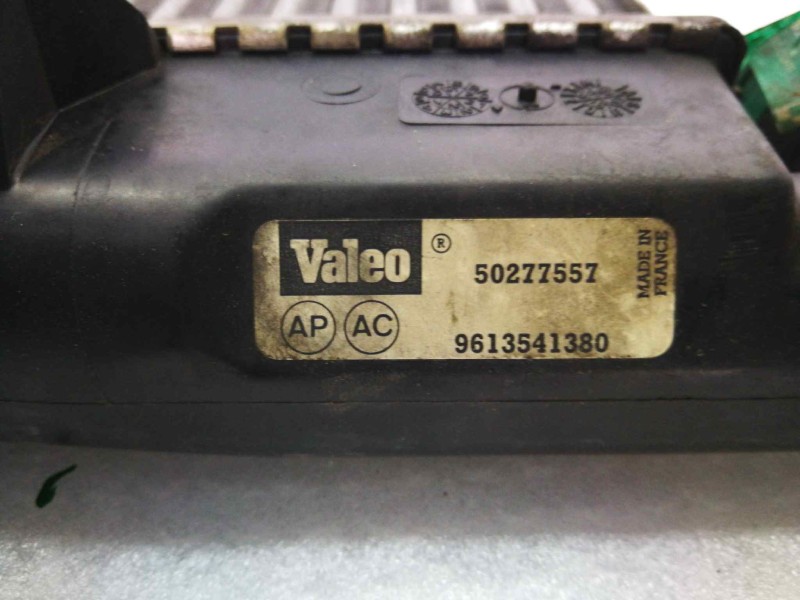 Valeo ®
50277557
MADE IN
FRANCE
AP AC
9613541380